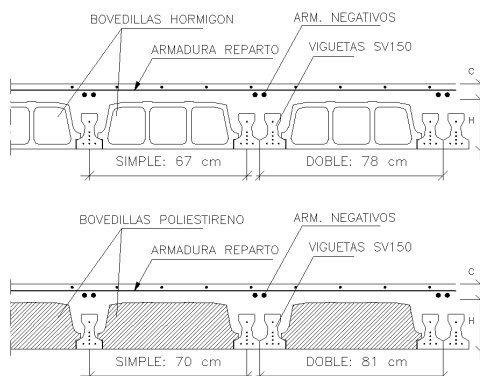 BOVEDILLAS HORMIGON
ARM. NEGATIVOS
ARMADURA REPARTO
VIGUETAS SV150
C
H
SIMPLE: 67 cm
DOBLE: 78 cm
BOVEDILLAS POLIESTIRENO
ARM. NEGATIVOS
ARMADURA REPARTO
VIGUETAS SV150
C
H
SIMPLE: 70 cm
DOBLE: 81 cm